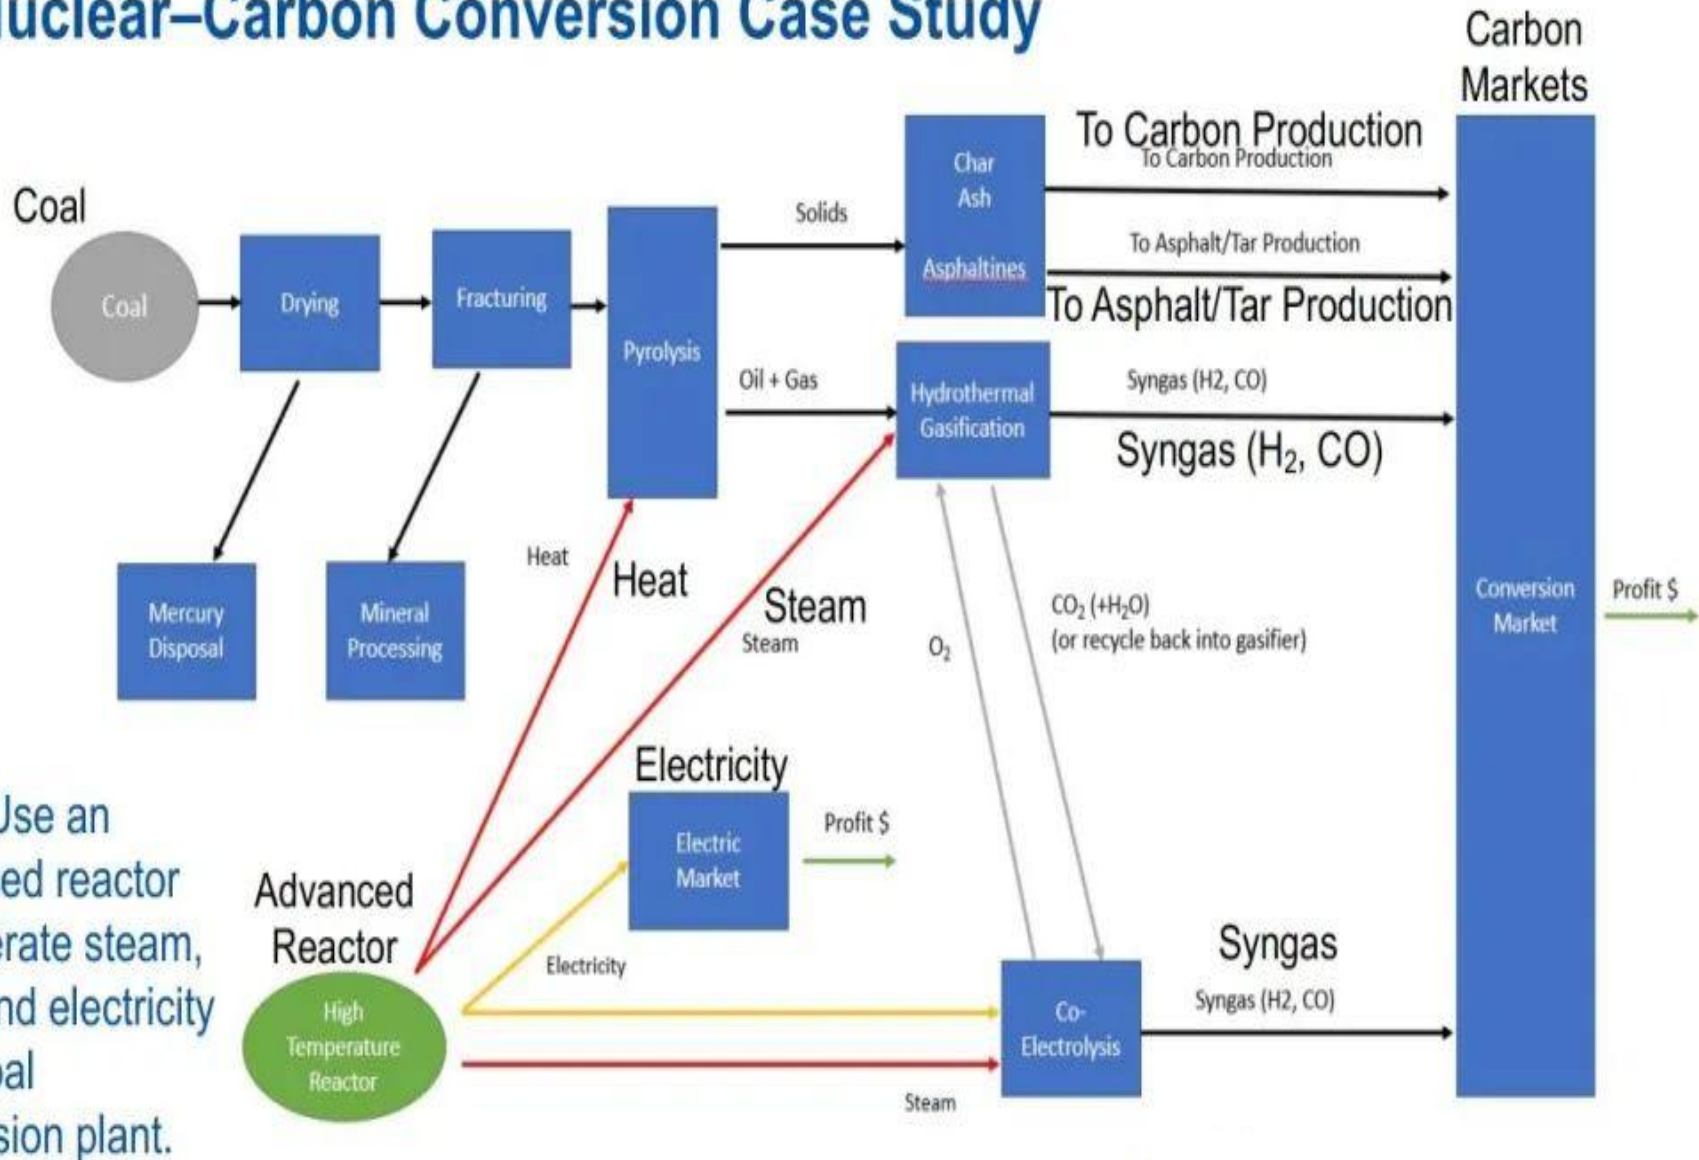 Nuclear–Carbon Conversion Case Study
Carbon
Markets
Coal
Coal
Drying
Fracturing
Pyrolysis
Mercury
Disposal
Mineral
Processing
Solids
Oil + Gas
Char
Ash
Asphaltines
To Carbon Production
To Carbon Production
To Asphalt/Tar Production
To Asphalt/Tar Production
Hydrothermal
Gasification
Syngas (H2, CO)
Syngas (H₂, CO)
Heat
Heat
Steam
Steam
O₂
CO₂ (+H₂O)
(or recycle back into gasifier)
Conversion
Market
Profit $
Electricity
Electric
Market
Profit $
Electricity
Use an
ed reactor
erate steam,
nd electricity
al
sion plant.
Advanced
Reactor
High
Temperature
Reactor
Co-
Electrolysis
Steam
Syngas
Syngas (H2, CO)